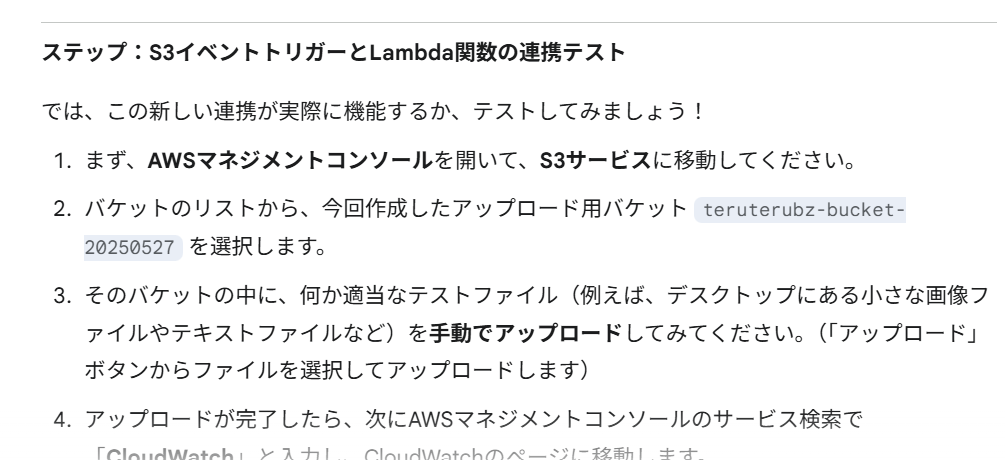 ステップ：S3イベントトリガーとLambda関数の連携テスト
では、この新しい連携が実際に機能するか、テストしてみましょう！
1. まず、AWSマネジメントコンソールを開いて、S3サービスに移動してください。
2. バケットのリストから、今回作成したアップロード用バケット teruterubz-bucket-
20250527 を選択します。
3. そのバケットの中に、何か適当なテストファイル（例えば、デスクトップにある小さな画像フ
ァイルやテキストファイルなど）を手動でアップロードしてみてください。（「アップロード」
ボタンからファイルを選択してアップロードします）
4. アップロードが完了したら、次にAWSマネジメントコンソールのサービス検索で
「CloudWatch」と入力し、CloudWatchのページに移動します。